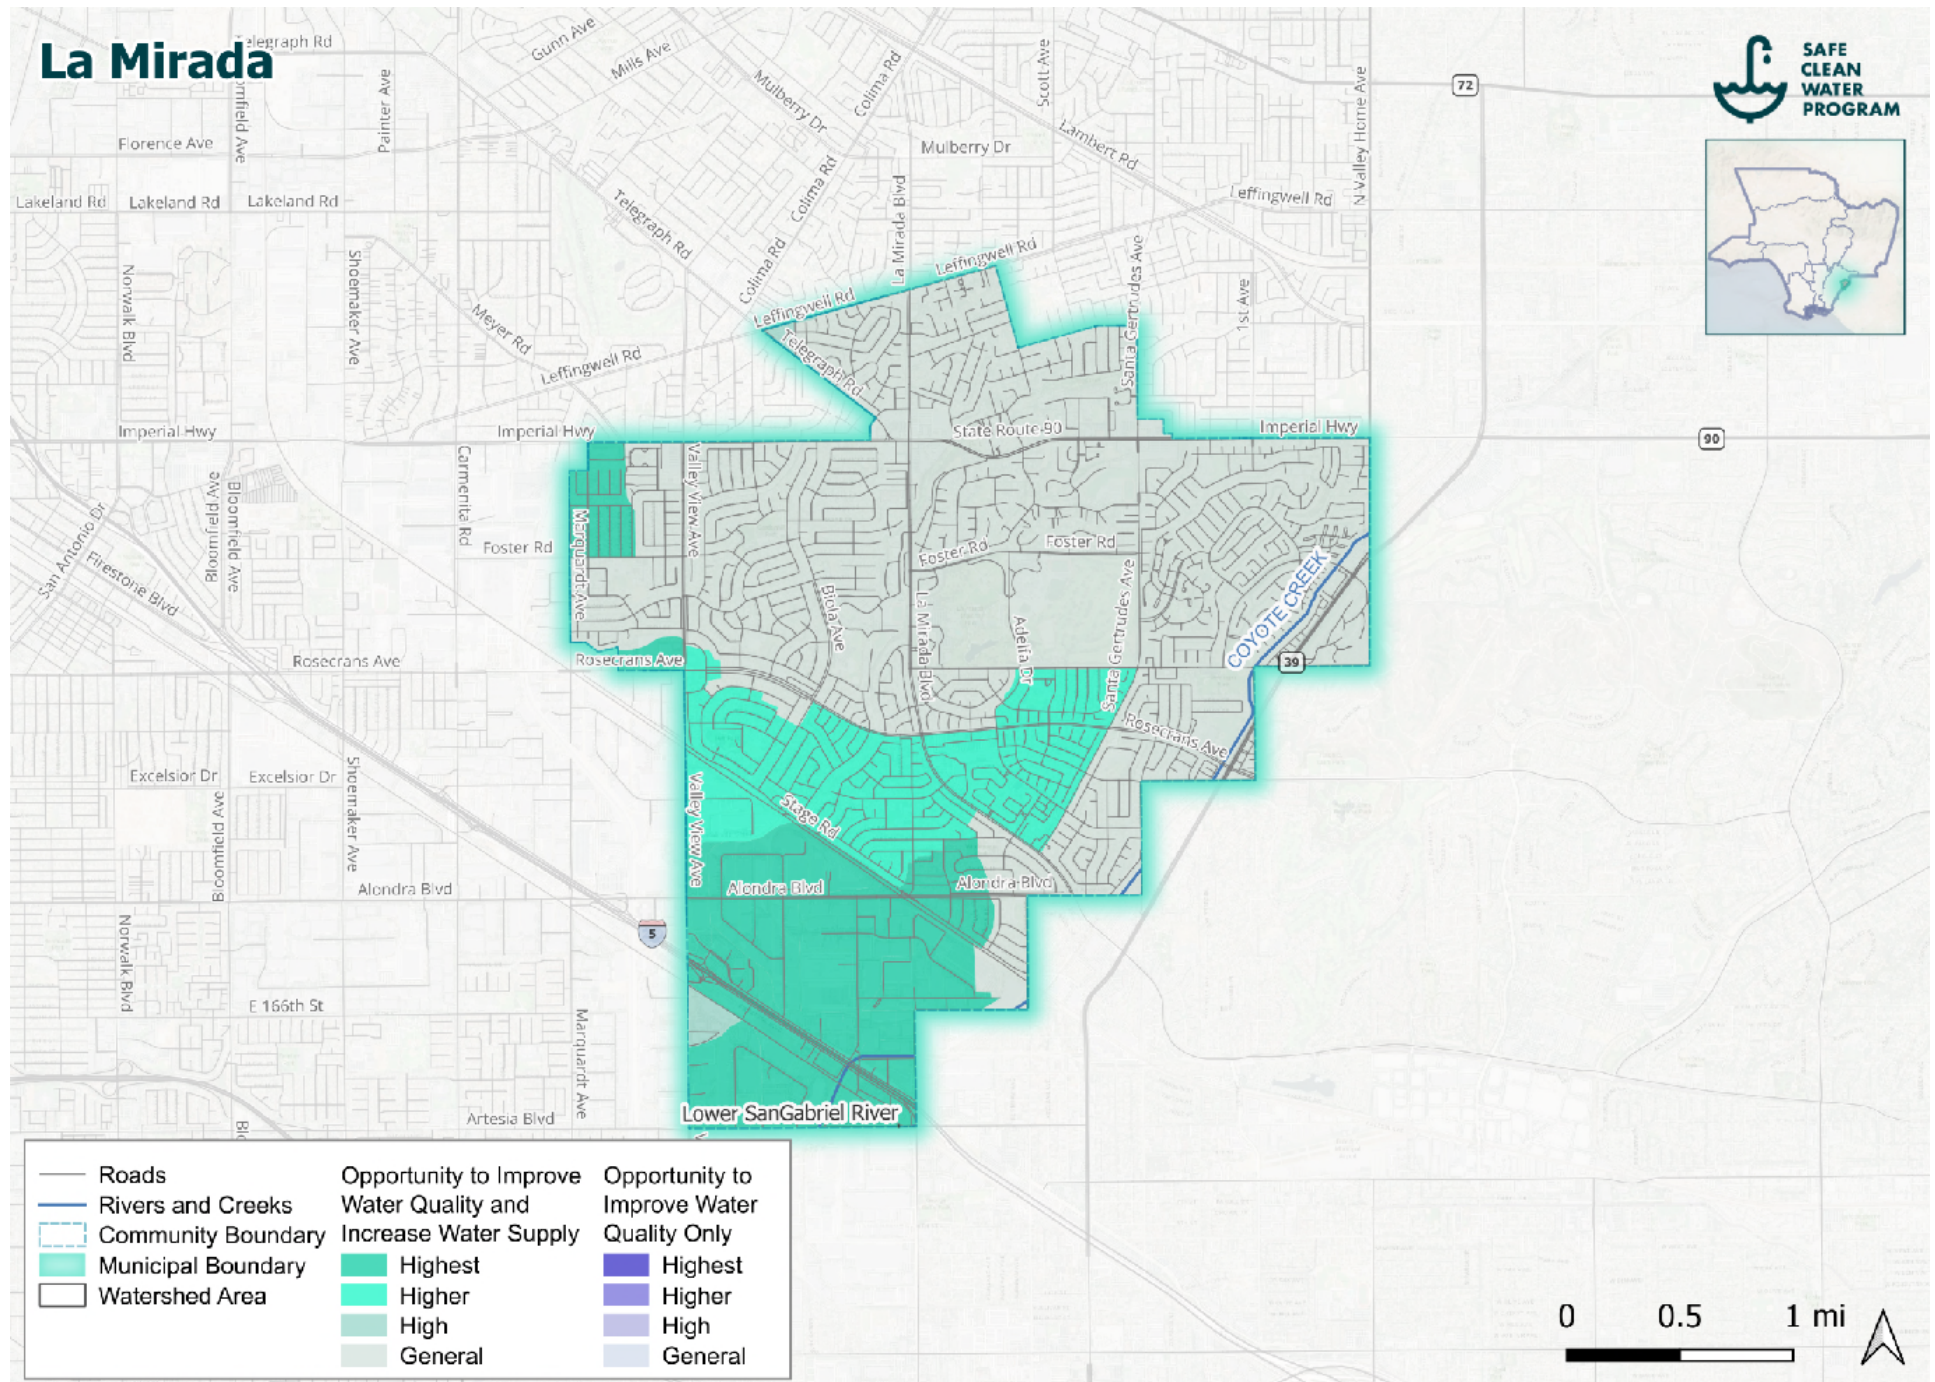 La Mirada
Telegraph Rd
Gunn Ave
Mills Ave
Mulberry Dr
Colima Rd
Scott Ave
N Valley Home Ave
72
SAFE
CLEAN
WATER
PROGRAM
Painter Ave
Florence Ave
Mulberry Dr
Lambert Rd
Lakeland Rd
Lakeland Rd
Lakeland Rd
Telegraph Rd
Colima Rd
La Mirada Blvd
Leffingwell Rd
Norwalk Blvd
Shoemaker Ave
Meyer Rd
Colima Rd
Leffingwell Rd
Leffingwell Rd
Santa Gertrudes Ave
1st Ave
Leffingwell Rd
Telegraph Rd
Imperial Hwy
Imperial Hwy
State Route 90
Imperial Hwy
90
Bloomfield Ave
Bloomfield Ave
Carmenita Rd
Valley View Ave
San Antonio Dr
Firestone Blvd
Foster Rd
Marquardt Ave
Foster Rd
Foster Rd
COYOTE CREEK
Biola Ave
La Mirada Blvd
Adelfa Dr
Santa Gertrudes Ave
Rosecrans Ave
Rosecrans Ave
39
Rosecrans Ave
Excelsior Dr
Excelsior Dr
Shoemaker Ave
Bloomfield Ave
Valley View Ave
Stage Rd
Alondra Blvd
Alondra Blvd
Alondra Blvd
5
Norwalk Blvd
E 166th St
Marquardt Ave
Artesia Blvd
Lower SanGabriel River
Roads
Rivers and Creeks
Community Boundary
Municipal Boundary
Watershed Area
Opportunity to Improve
Water Quality and
Increase Water Supply
Highest
Higher
High
General
Opportunity to
Improve Water
Quality Only
Highest
Higher
High
General
0 0.5 1 mi